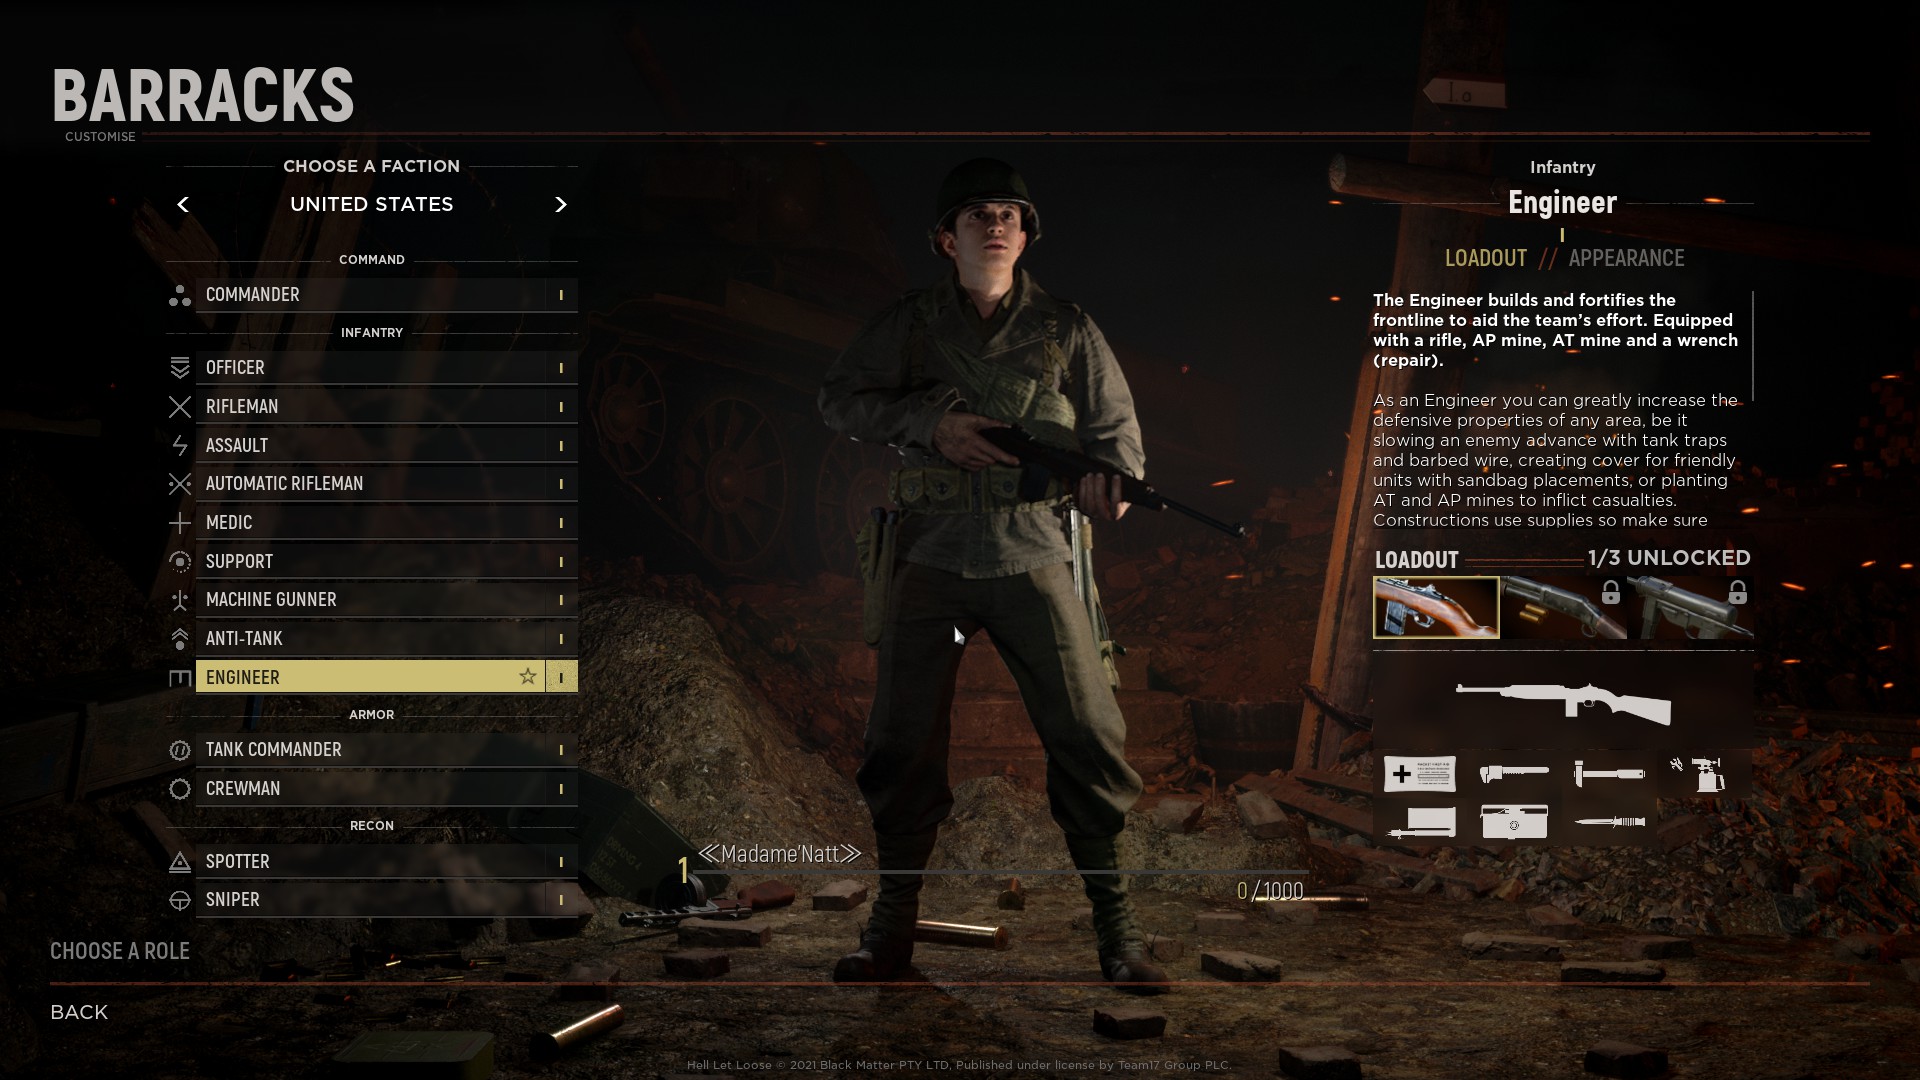 BARRACKS
CUSTOMISE
CHOOSE A FACTION
UNITED STATES
COMMAND
COMMANDER I
INFANTRY
OFFICER I
RIFLEMAN I
ASSAULT I
AUTOMATIC RIFLEMAN I
MEDIC I
SUPPORT I
MACHINE GUNNER I
ANTI-TANK I
ENGINEER I
ARMOR
TANK COMMANDER I
CREWMAN I
RECON
SPOTTER I
SNIPER I
CHOOSE A ROLE
BACK
1 ≪Madame'Natt≫
0/1000
Infantry
Engineer
I
LOADOUT // APPEARANCE
The Engineer builds and fortifies the
frontline to aid the team's effort. Equipped
with a rifle, AP mine, AT mine and a wrench
(repair).
As an Engineer you can greatly increase the
defensive properties of any area, be it
slowing an enemy advance with tank traps
and barbed wire, creating cover for friendly
units with sandbag placements, or planting
AT and AP mines to inflict casualties.
Constructions use supplies so make sure
LOADOUT 1/3 UNLOCKED
Hell Let Loose © 2021 Black Matter PTY LTD, Published under license by Team17 Group PLC.